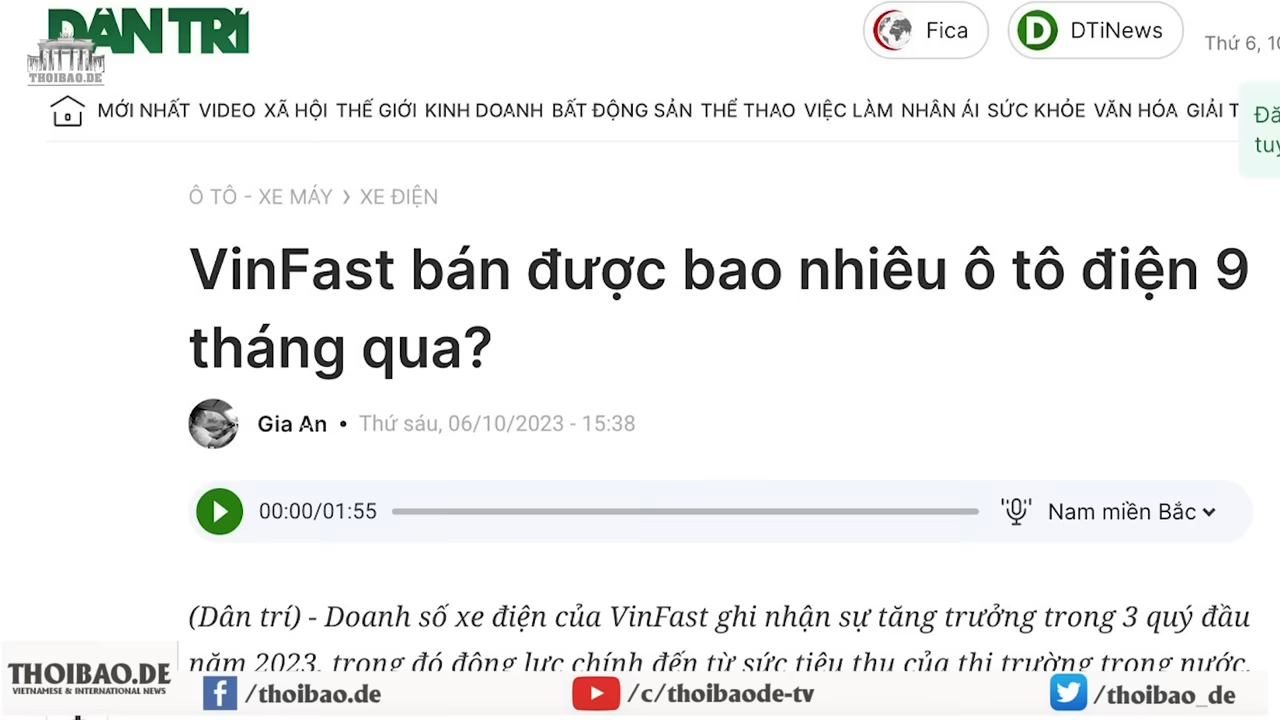 DÂN TRÍ
THOIBAO.DE
Fica
DTiNews
Thứ 6, 10
MỚI NHẤT VIDEO XÃ HỘI THẾ GIỚI KINH DOANH BẤT ĐỘNG SẢN THỂ THAO VIỆC LÀM NHÂN ÁI SỨC KHỎE VĂN HÓA GIẢI T
Đă
tuy
Ô TÔ - XE MÁY > XE ĐIỆN
VinFast bán được bao nhiêu ô tô điện 9
tháng qua?
Gia An • Thứ sáu, 06/10/2023 - 15:38
00:00/01:55
Nam miền Bắc
(Dân trí) - Doanh số xe điện của VinFast ghi nhận sự tăng trưởng trong 3 quý đầu
năm 2023, trong đó động lực chính đến từ sức tiêu thụ của thị trường trong nước.
THOIBAO.DE
VIETNAMESE & INTERNATIONAL NEWS
/thoibao.de
/c/thoibaode-tv
/thoibao_de